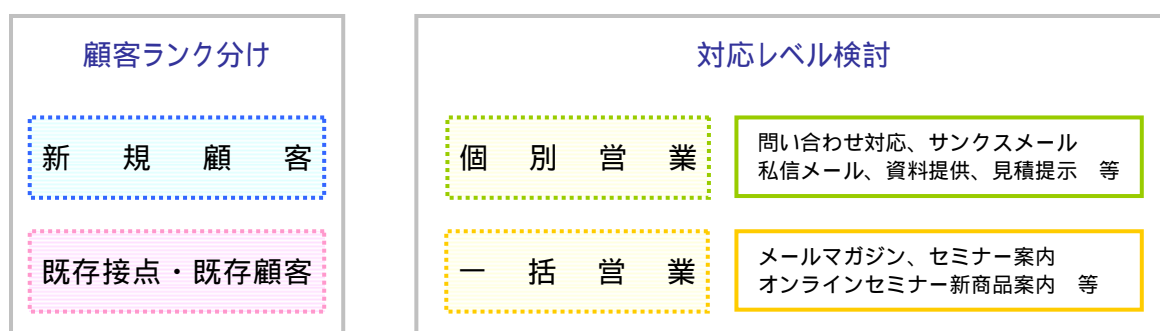 顧客ランク分け
新規顧客
既存接点・既存顧客
対応レベル検討
個別営業
問い合わせ対応、サンクスメール
私信メール、資料提供、見積提示　等
一括営業
メールマガジン、セミナー案内
オンラインセミナー新商品案内　等